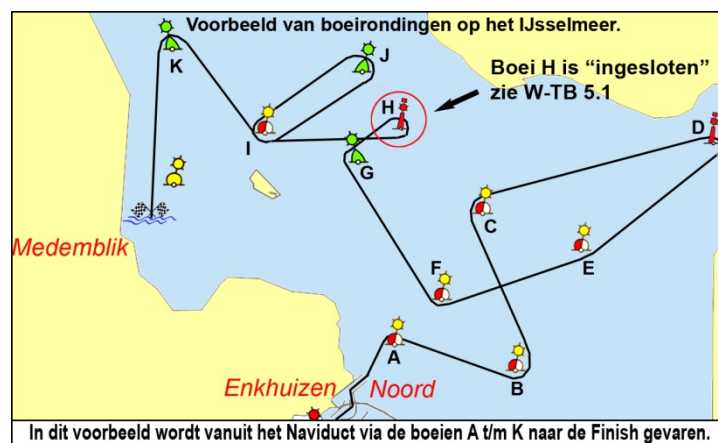 Voorbeeld van boeirondingen op het IJsselmeer.
K
J
Boei H is “ingesloten”
zie W-TB 5.1
H
D
I
G
C
E
Medemblik
F
A
B
Enkhuizen Noord
In dit voorbeeld wordt vanuit het Naviduct via de boeien A t/m K naar de Finish gevaren.